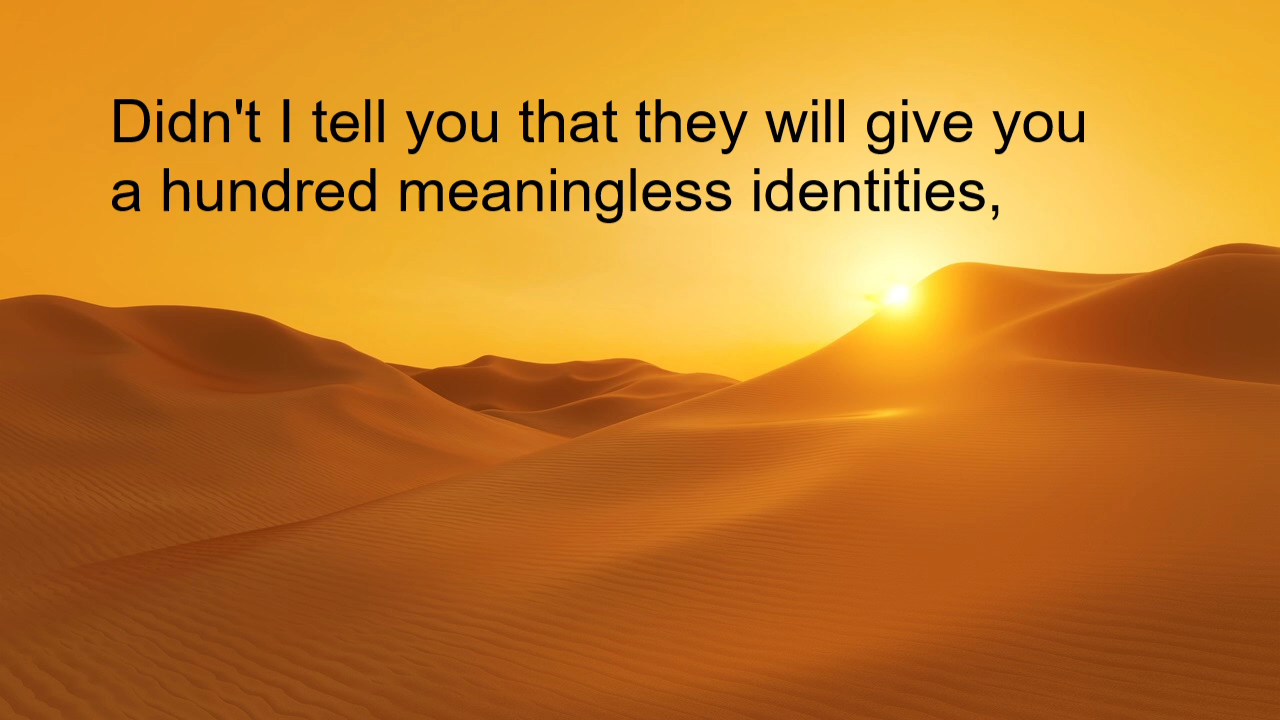 Didn't I tell you that they will give you
a hundred meaningless identities,